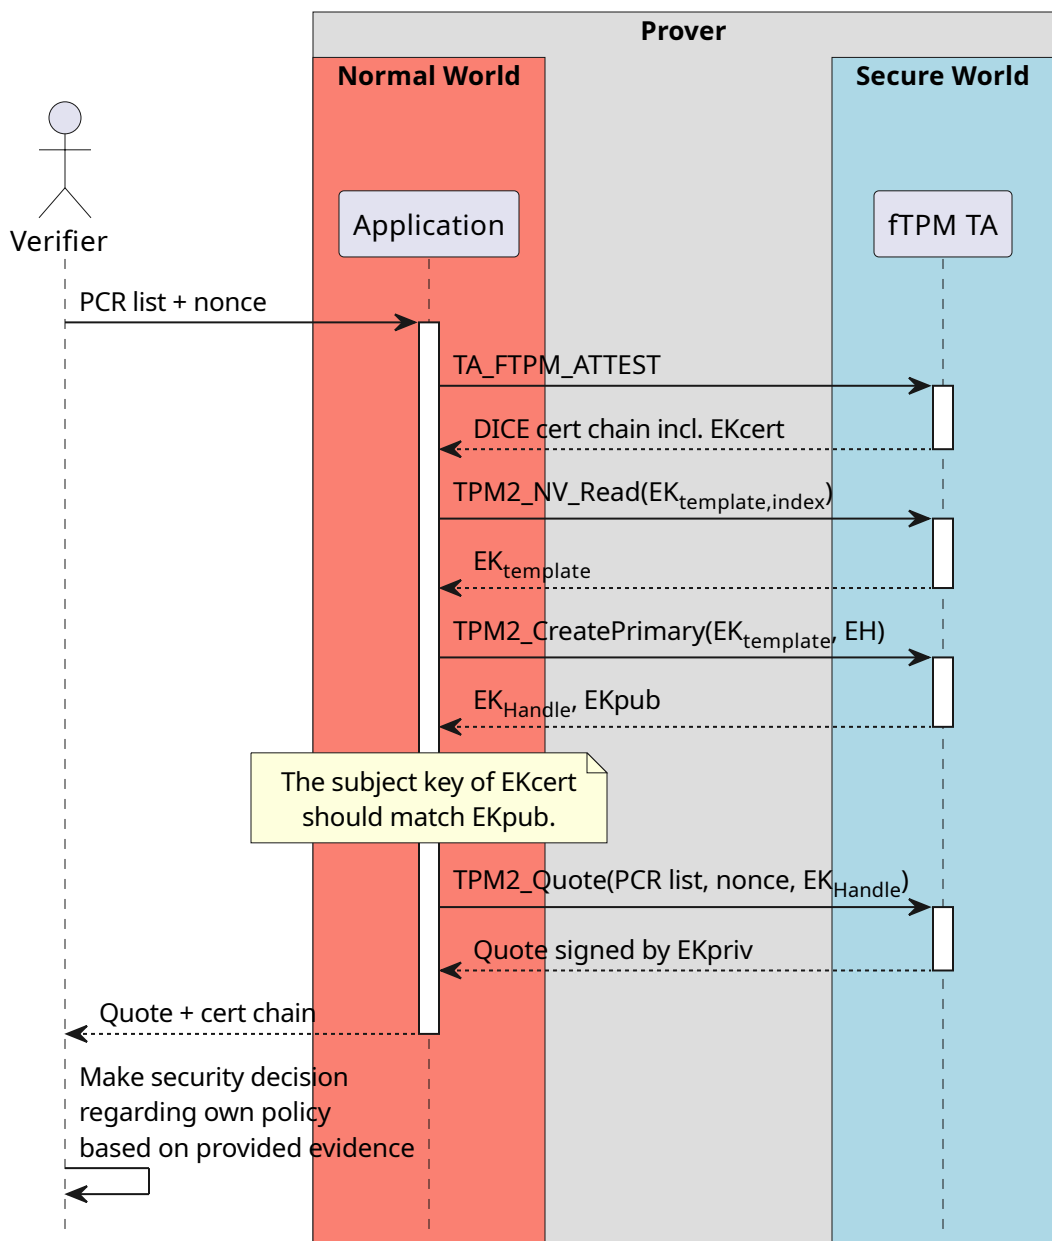 Prover
Normal World
Secure World
Verifier
Application
fTPM TA
PCR list + nonce
TA_FTPM_ATTEST
DICE cert chain incl. EKcert
TPM2_NV_Read(EKtemplate,index)
EKtemplate
TPM2_CreatePrimary(EKtemplate, EH)
EKHandle, EKpub
The subject key of EKcert
should match EKpub.
TPM2_Quote(PCR list, nonce, EKHandle)
Quote signed by EKpriv
Quote + cert chain
Make security decision
regarding own policy
based on provided evidence